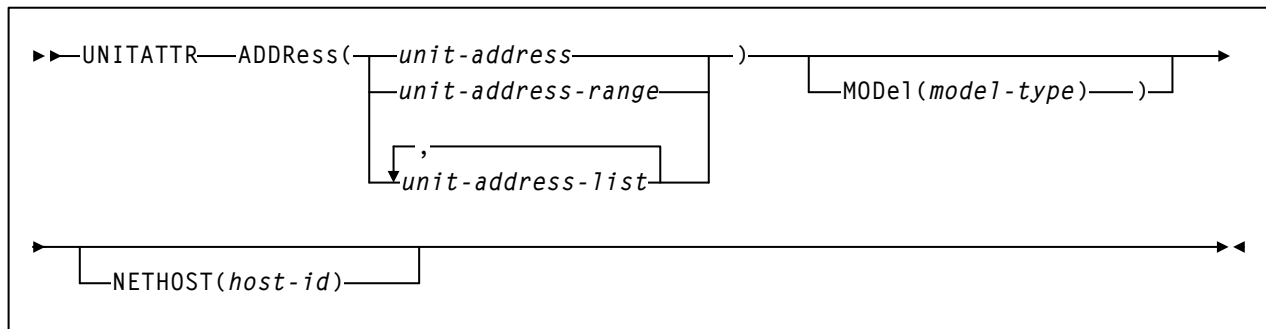 UNITATTR ADDRess( unit-address )
unit-address-range MODel(model-type) )
,
unit-address-list
NETHOST(host-id)